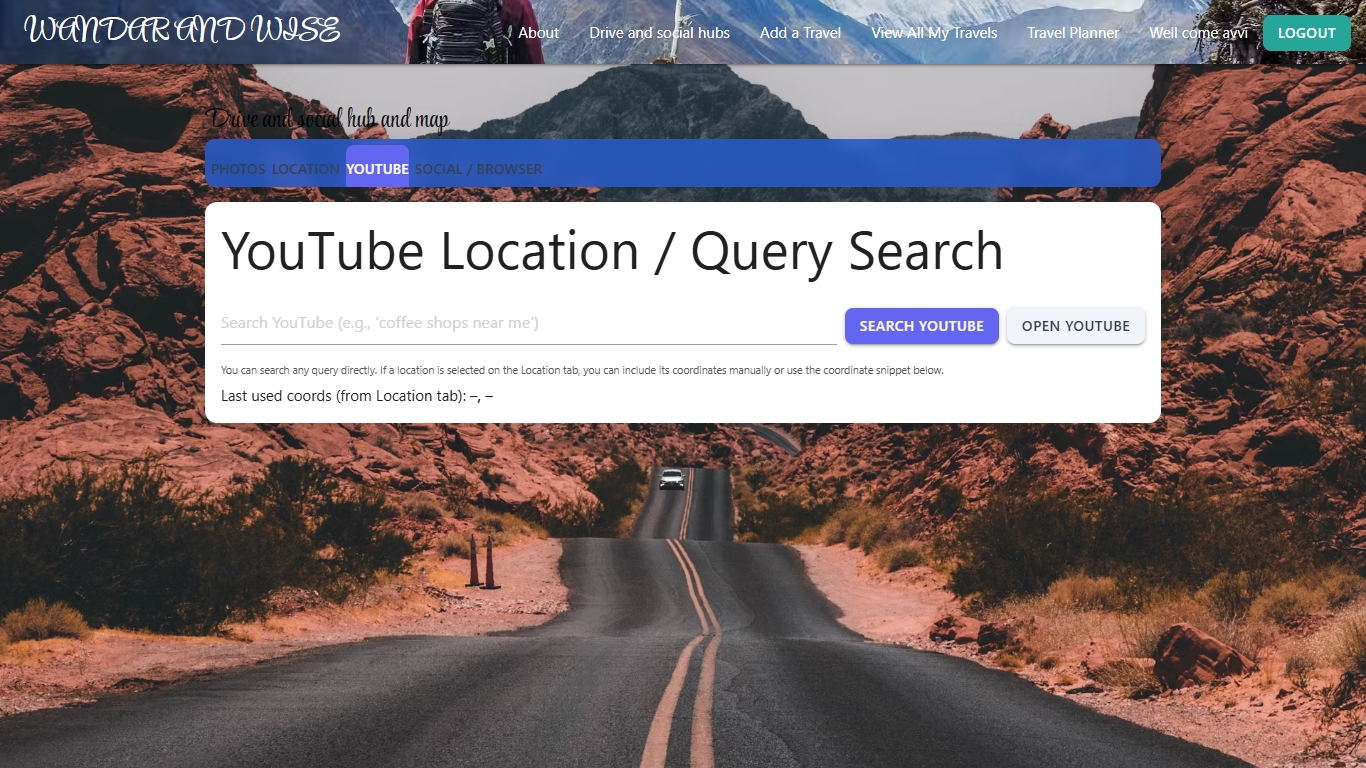 WANDAR AND WISE
About Drive and social hubs Add a Travel View All My Travels Travel Planner Well come avvi LOGOUT
Drive and social hub and map
PHOTOS LOCATION YOUTUBE SOCIAL / BROWSER
YouTube Location / Query Search
Search YouTube (e.g., 'coffee shops near me') SEARCH YOUTUBE OPEN YOUTUBE
You can search any query directly. If a location is selected on the Location tab, you can include its coordinates manually or use the coordinate snippet below.
Last used coords (from Location tab): –, –